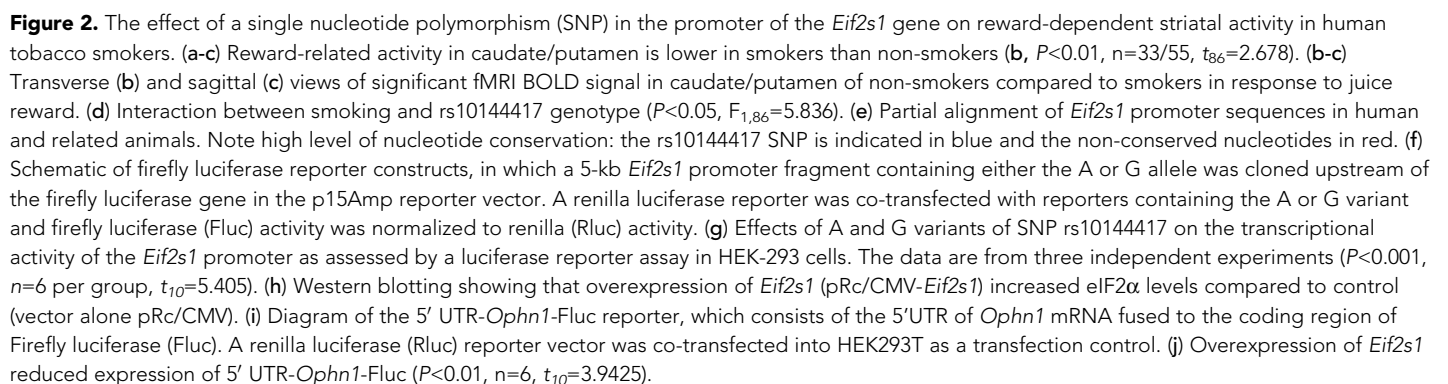 Figure 2. The effect of a single nucleotide polymorphism (SNP) in the promoter of the Eif2s1 gene on reward-dependent striatal activity in human
tobacco smokers. (a-c) Reward-related activity in caudate/putamen is lower in smokers than non-smokers (b, P<0.01, n=33/55, t86=2.678). (b-c)
Transverse (b) and sagittal (c) views of significant fMRI BOLD signal in caudate/putamen of non-smokers compared to smokers in response to juice
reward. (d) Interaction between smoking and rs10144417 genotype (P<0.05, F1,86=5.836). (e) Partial alignment of Eif2s1 promoter sequences in human
and related animals. Note high level of nucleotide conservation: the rs10144417 SNP is indicated in blue and the non-conserved nucleotides in red. (f)
Schematic of firefly luciferase reporter constructs, in which a 5-kb Eif2s1 promoter fragment containing either the A or G allele was cloned upstream of
the firefly luciferase gene in the p15Amp reporter vector. A renilla luciferase reporter was co-transfected with reporters containing the A or G variant
and firefly luciferase (Fluc) activity was normalized to renilla (Rluc) activity. (g) Effects of A and G variants of SNP rs10144417 on the transcriptional
activity of the Eif2s1 promoter as assessed by a luciferase reporter assay in HEK-293 cells. The data are from three independent experiments (P<0.001,
n=6 per group, t10=5.405). (h) Western blotting showing that overexpression of Eif2s1 (pRc/CMV-Eif2s1) increased eIF2α levels compared to control
(vector alone pRc/CMV). (i) Diagram of the 5′ UTR-Ophn1-Fluc reporter, which consists of the 5′UTR of Ophn1 mRNA fused to the coding region of
Firefly luciferase (Fluc). A renilla luciferase (Rluc) reporter vector was co-transfected into HEK293T as a transfection control. (j) Overexpression of Eif2s1
reduced expression of 5′ UTR-Ophn1-Fluc (P<0.01, n=6, t10=3.9425).